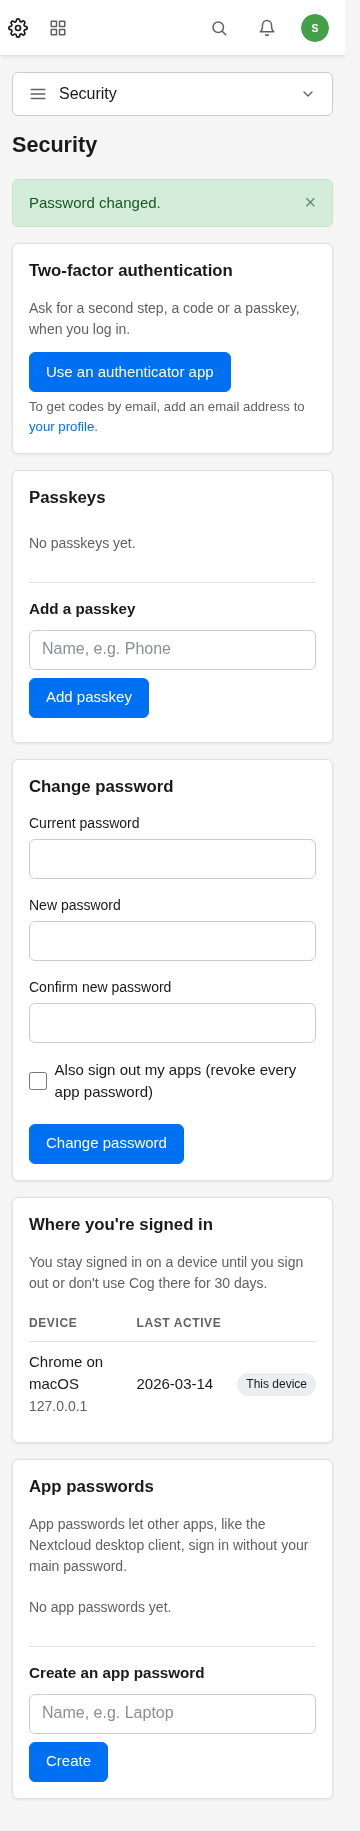 S
Security
Security
Password changed.
Two-factor authentication
Ask for a second step, a code or a passkey,
when you log in.
Use an authenticator app
To get codes by email, add an email address to
your profile.
Passkeys
No passkeys yet.
Add a passkey
Name, e.g. Phone
Add passkey
Change password
Current password
New password
Confirm new password
Also sign out my apps (revoke every
app password)
Change password
Where you're signed in
You stay signed in on a device until you sign
out or don't use Cog there for 30 days.
DEVICE LAST ACTIVE
Chrome on
macOS 2026-03-14 This device
127.0.0.1
App passwords
App passwords let other apps, like the
Nextcloud desktop client, sign in without your
main password.
No app passwords yet.
Create an app password
Name, e.g. Laptop
Create